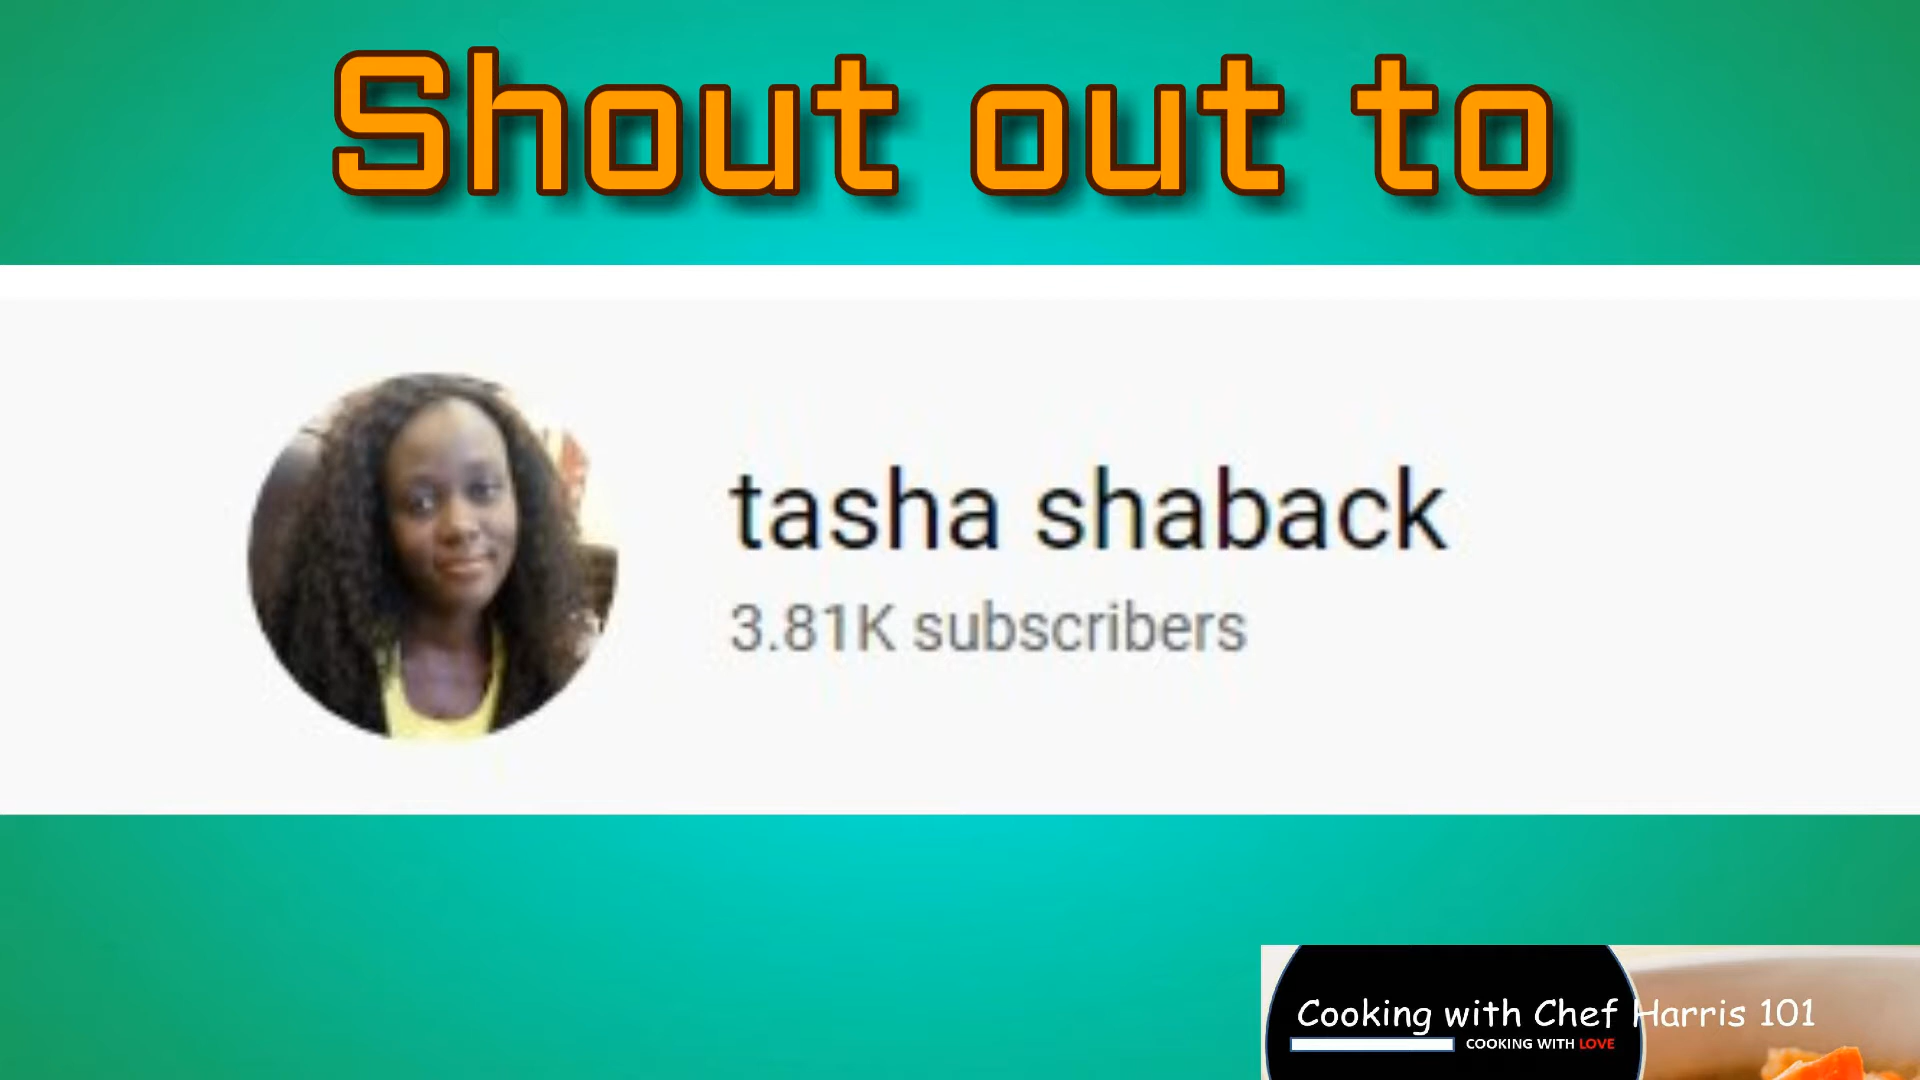 Shout out to
tasha shaback
3.81K subscribers
Cooking with Chef Harris 101
COOKING WITH LOVE